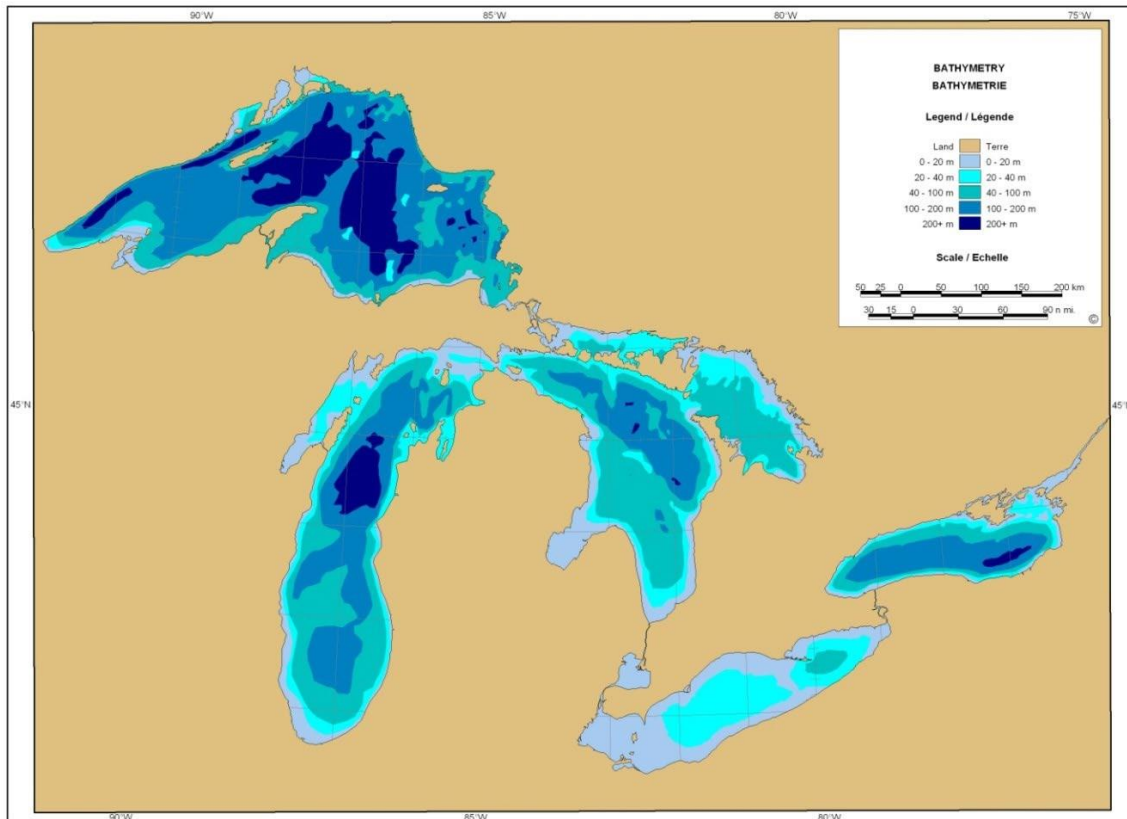 90°W 85°W 80°W 75°W
BATHYMETRY
BATHYMETRIE
Legend / Légende
Land Terre
0 - 20 m 0 - 20 m
20 - 40 m 20 - 40 m
40 - 100 m 40 - 100 m
100 - 200 m 100 - 200 m
200+ m 200+ m
Scale / Echelle
50 25 0 50 100 150 200 km
30 15 0 30 60 90 n mi.
©
45°N 45°N
90°W 85°W 80°W